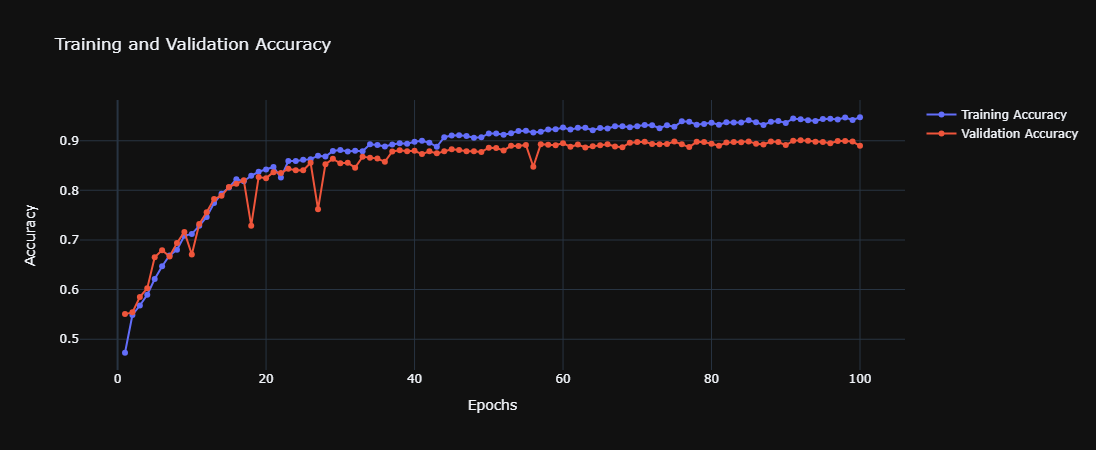 Training and Validation Accuracy
Training Accuracy
Validation Accuracy
0.9
0.8
0.7
0.6
0.5
Accuracy
0 20 40 60 80 100
Epochs